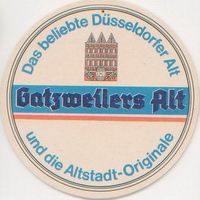 Das beliebte Düsseldorfer Alt
Gatzweilers Alt
und die Altstadt-Originale